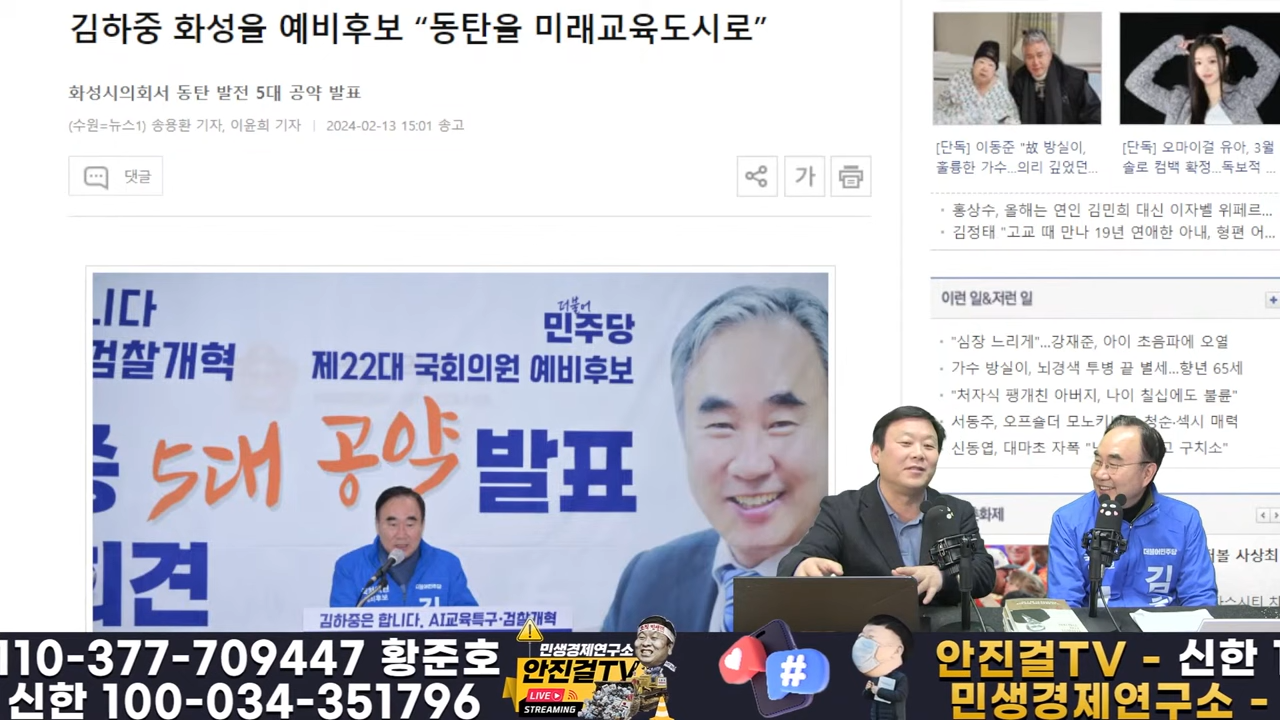 김하중 화성을 예비후보 “동탄을 미래교육도시로”
화성시의회서 동탄 발전 5대 공약 발표
(수원=뉴스1) 송용환 기자, 이윤희 기자 | 2024-02-13 15:01 송고
댓글
가
니다
검찰개혁
더불어
민주당
제22대 국회의원 예비후보
중 5대 공약 발표
회견
김하중은 합니다. AI교육특구·검찰개혁
[단독] 이동준 "故 방실이,
훌륭한 가수...의리 깊었던...
[단독] 오마이걸 유아, 3월
솔로 컴백 확정...독보적 ...
홍상수, 올해는 연인 김민희 대신 이자벨 위페르...
김정태 "고교 때 만나 19년 연애한 아내, 형편 어...
이런 일&저런 일
"심장 느리게"...강재준, 아이 초음파에 오열
가수 방실이, 뇌경색 투병 끝 별세...향년 65세
"처자식 팽개친 아버지, 나이 칠십에도 불륜"
서동주, 오프숄더 모노키니 청순·섹시 매력
신동엽, 대마초 자폭
고 구치소"
화제
퍼볼 사상최
더불어민주당
김
110-377-709447 황준호
신한 100-034-351796
민생경제연구소
안진걸TV
LIVE
STREAMING
#
안진걸TV - 신한 1
민생경제연구소 -